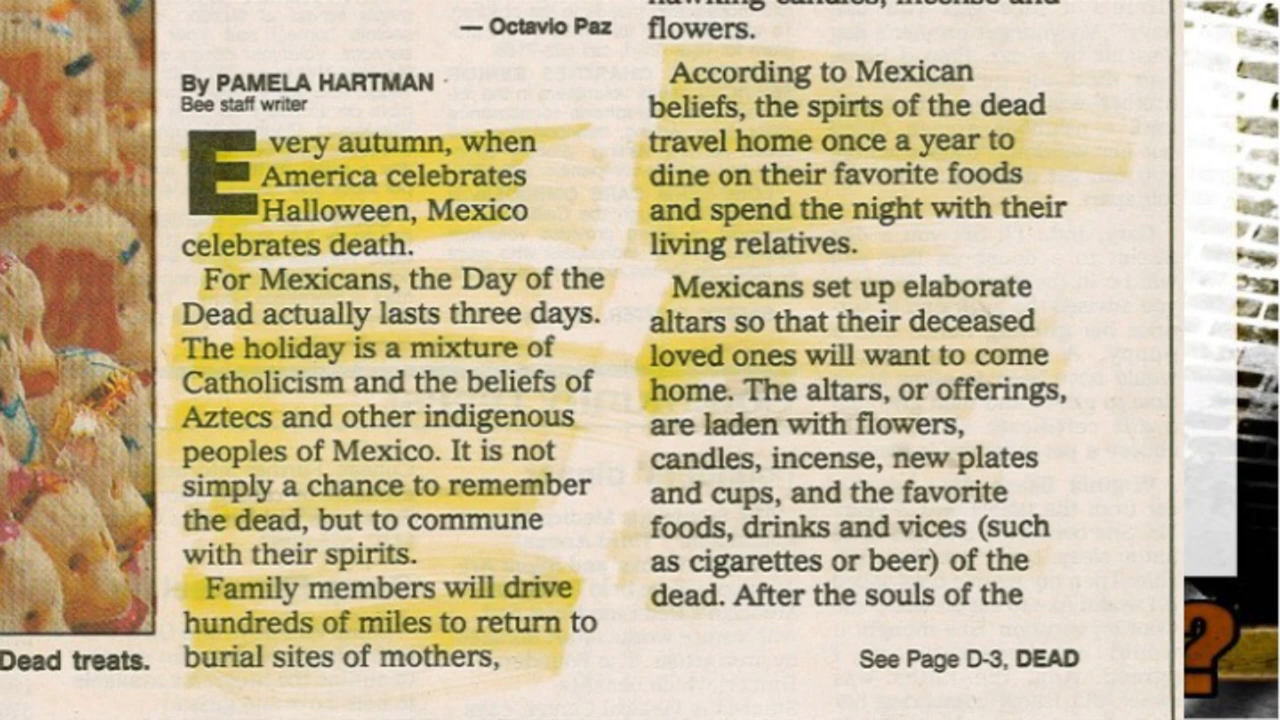 — Octavio Paz
By PAMELA HARTMAN
Bee staff writer
Every autumn, when
America celebrates
Halloween, Mexico
celebrates death.
For Mexicans, the Day of the
Dead actually lasts three days.
The holiday is a mixture of
Catholicism and the beliefs of
Aztecs and other indigenous
peoples of Mexico. It is not
simply a chance to remember
the dead, but to commune
with their spirits.
Family members will drive
hundreds of miles to return to
burial sites of mothers,
hawking candles, incense and
flowers.
According to Mexican
beliefs, the spirts of the dead
travel home once a year to
dine on their favorite foods
and spend the night with their
living relatives.
Mexicans set up elaborate
altars so that their deceased
loved ones will want to come
home. The altars, or offerings,
are laden with flowers,
candles, incense, new plates
and cups, and the favorite
foods, drinks and vices (such
as cigarettes or beer) of the
dead. After the souls of the
See Page D-3, DEAD
Dead treats.
?